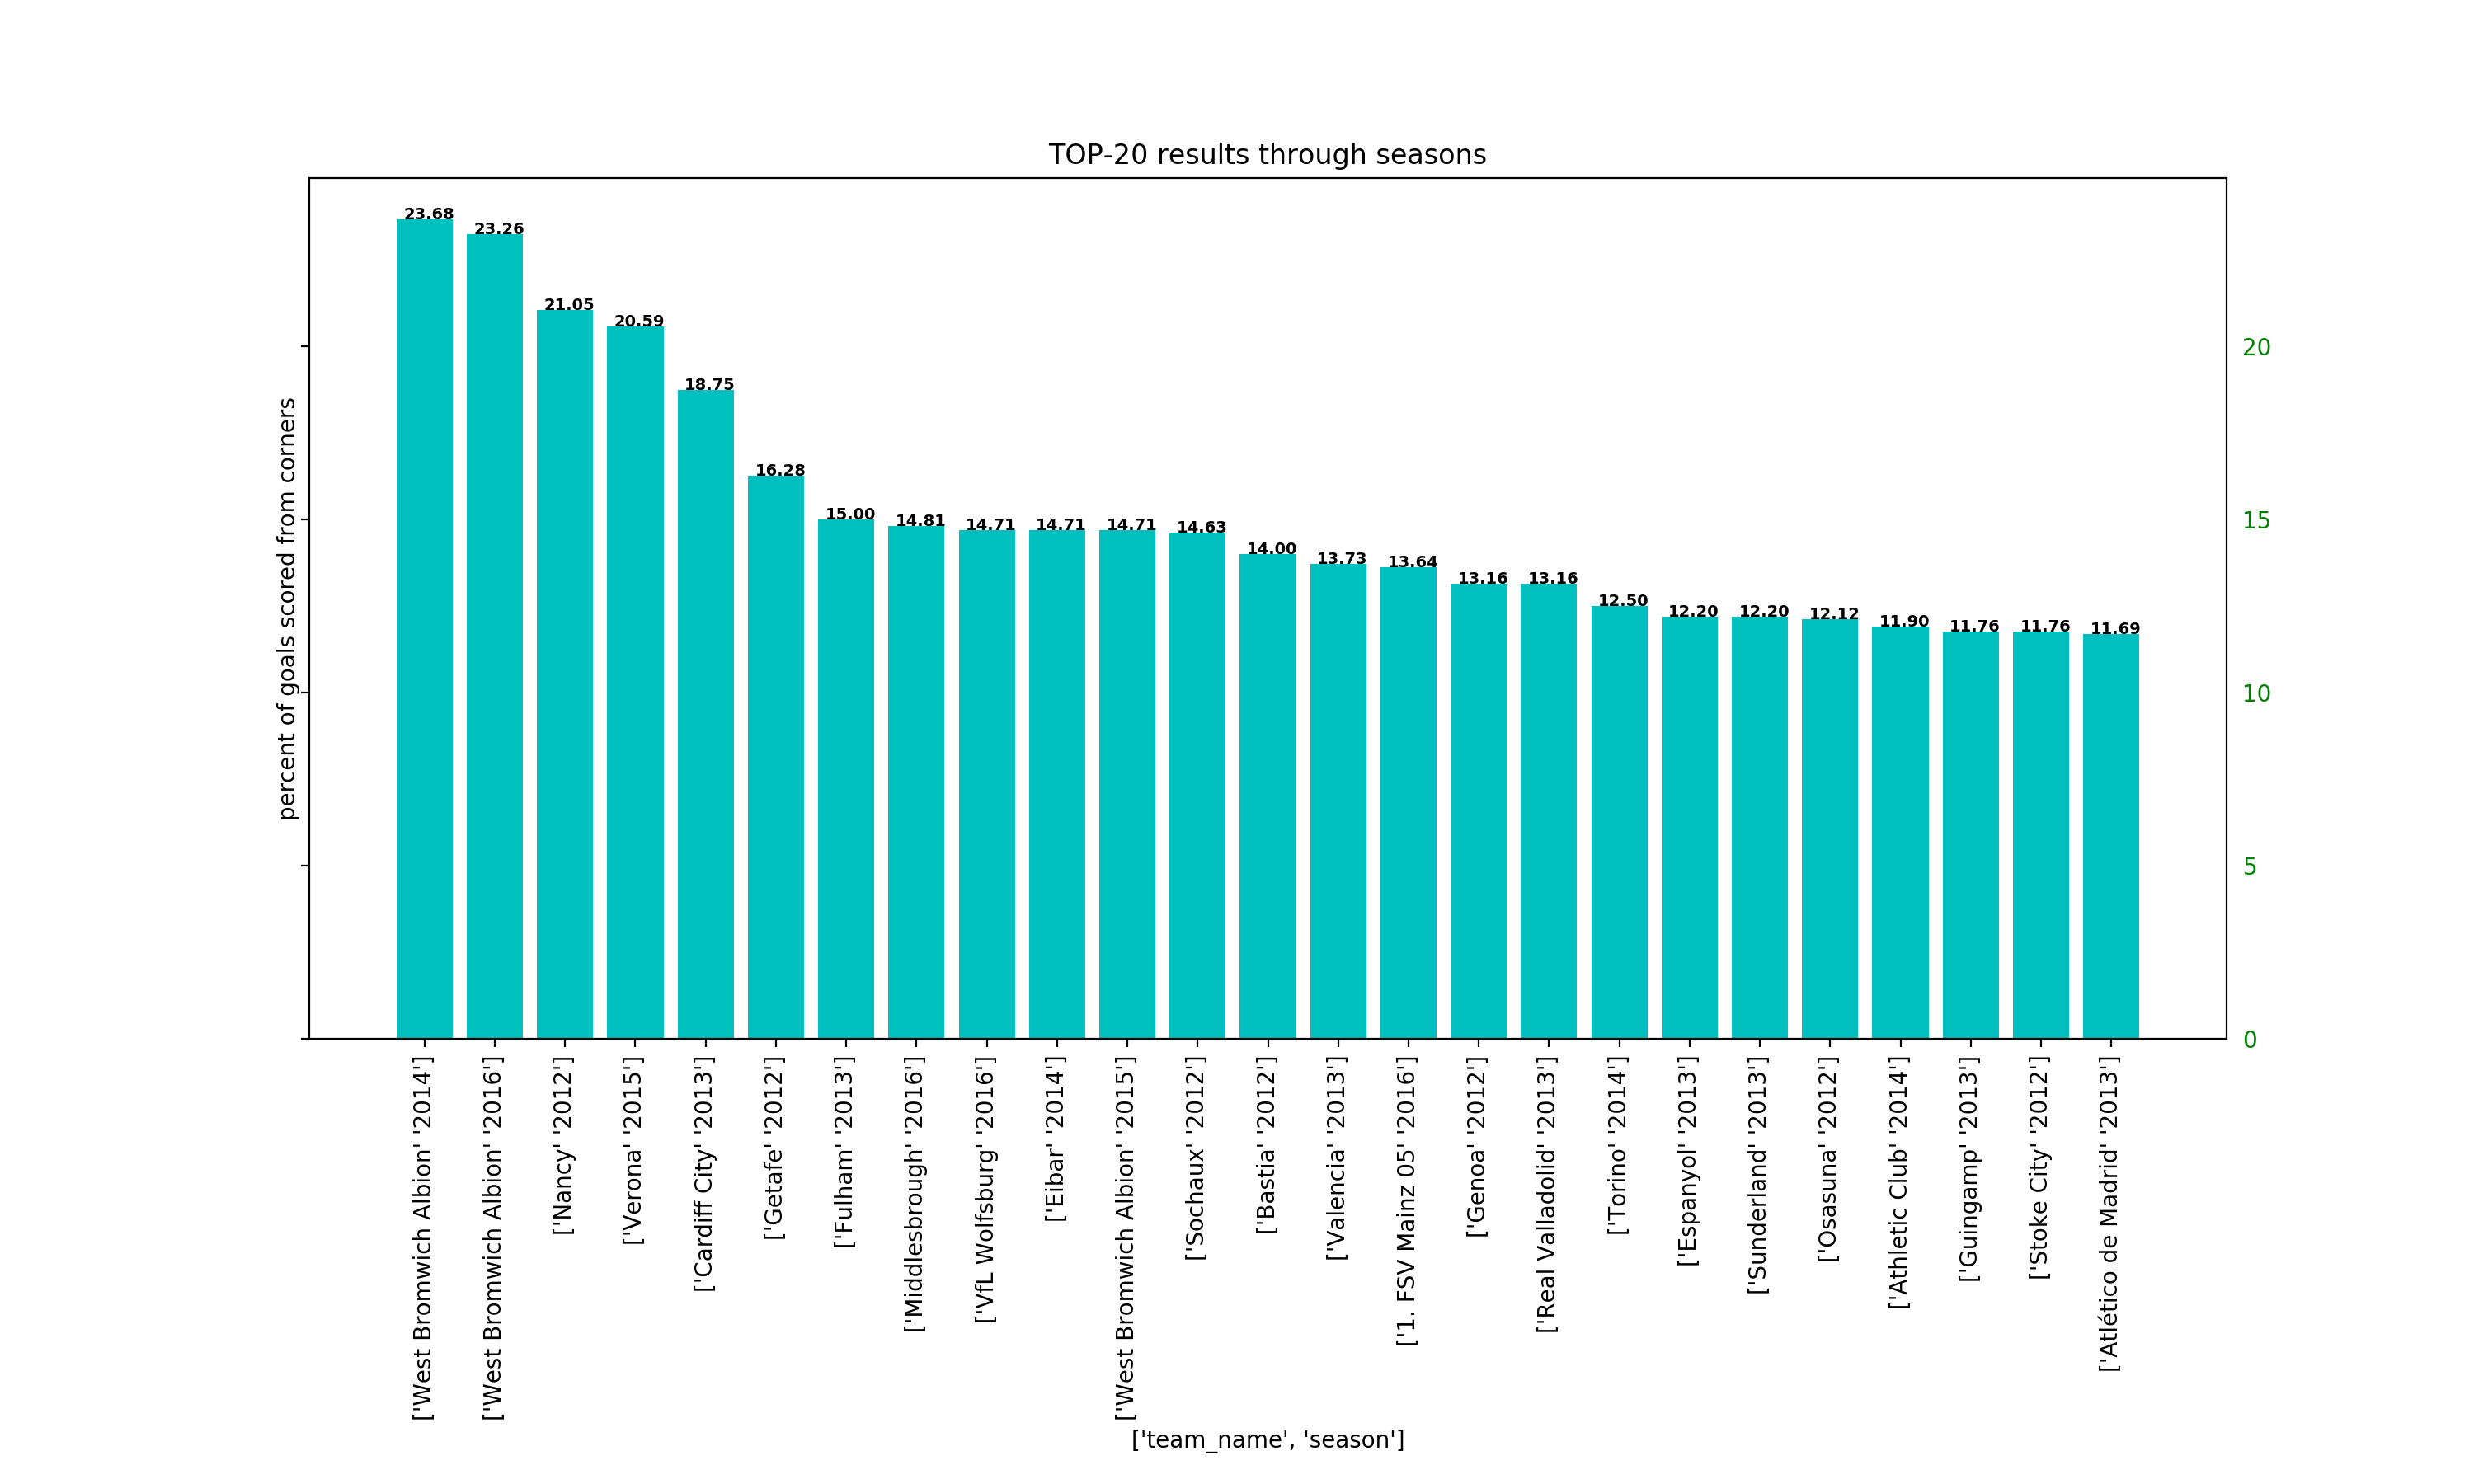 TOP-20 results through seasons
percent of goals scored from corners
23.68
23.26
21.05
20.59
18.75
16.28
15.00
14.81
14.71
14.71
14.71
14.63
14.00
13.73
13.64
13.16
13.16
12.50
12.20
12.20
12.12
11.90
11.76
11.76
11.69
20
15
10
5
0
['West Bromwich Albion' '2014']
['West Bromwich Albion' '2016']
['Nancy' '2012']
['Verona' '2015']
['Cardiff City' '2013']
['Getafe' '2012']
['Fulham' '2013']
['Middlesbrough' '2016']
['VfL Wolfsburg' '2016']
['Eibar' '2014']
['West Bromwich Albion' '2015']
['Sochaux' '2012']
['Bastia' '2012']
['Valencia' '2013']
['1. FSV Mainz 05' '2016']
['Genoa' '2012']
['Real Valladolid' '2013']
['Torino' '2014']
['Espanyol' '2013']
['Sunderland' '2013']
['Osasuna' '2012']
['Athletic Club' '2014']
['Guingamp' '2013']
['Stoke City' '2012']
['Atlético de Madrid' '2013']
['team_name', 'season']